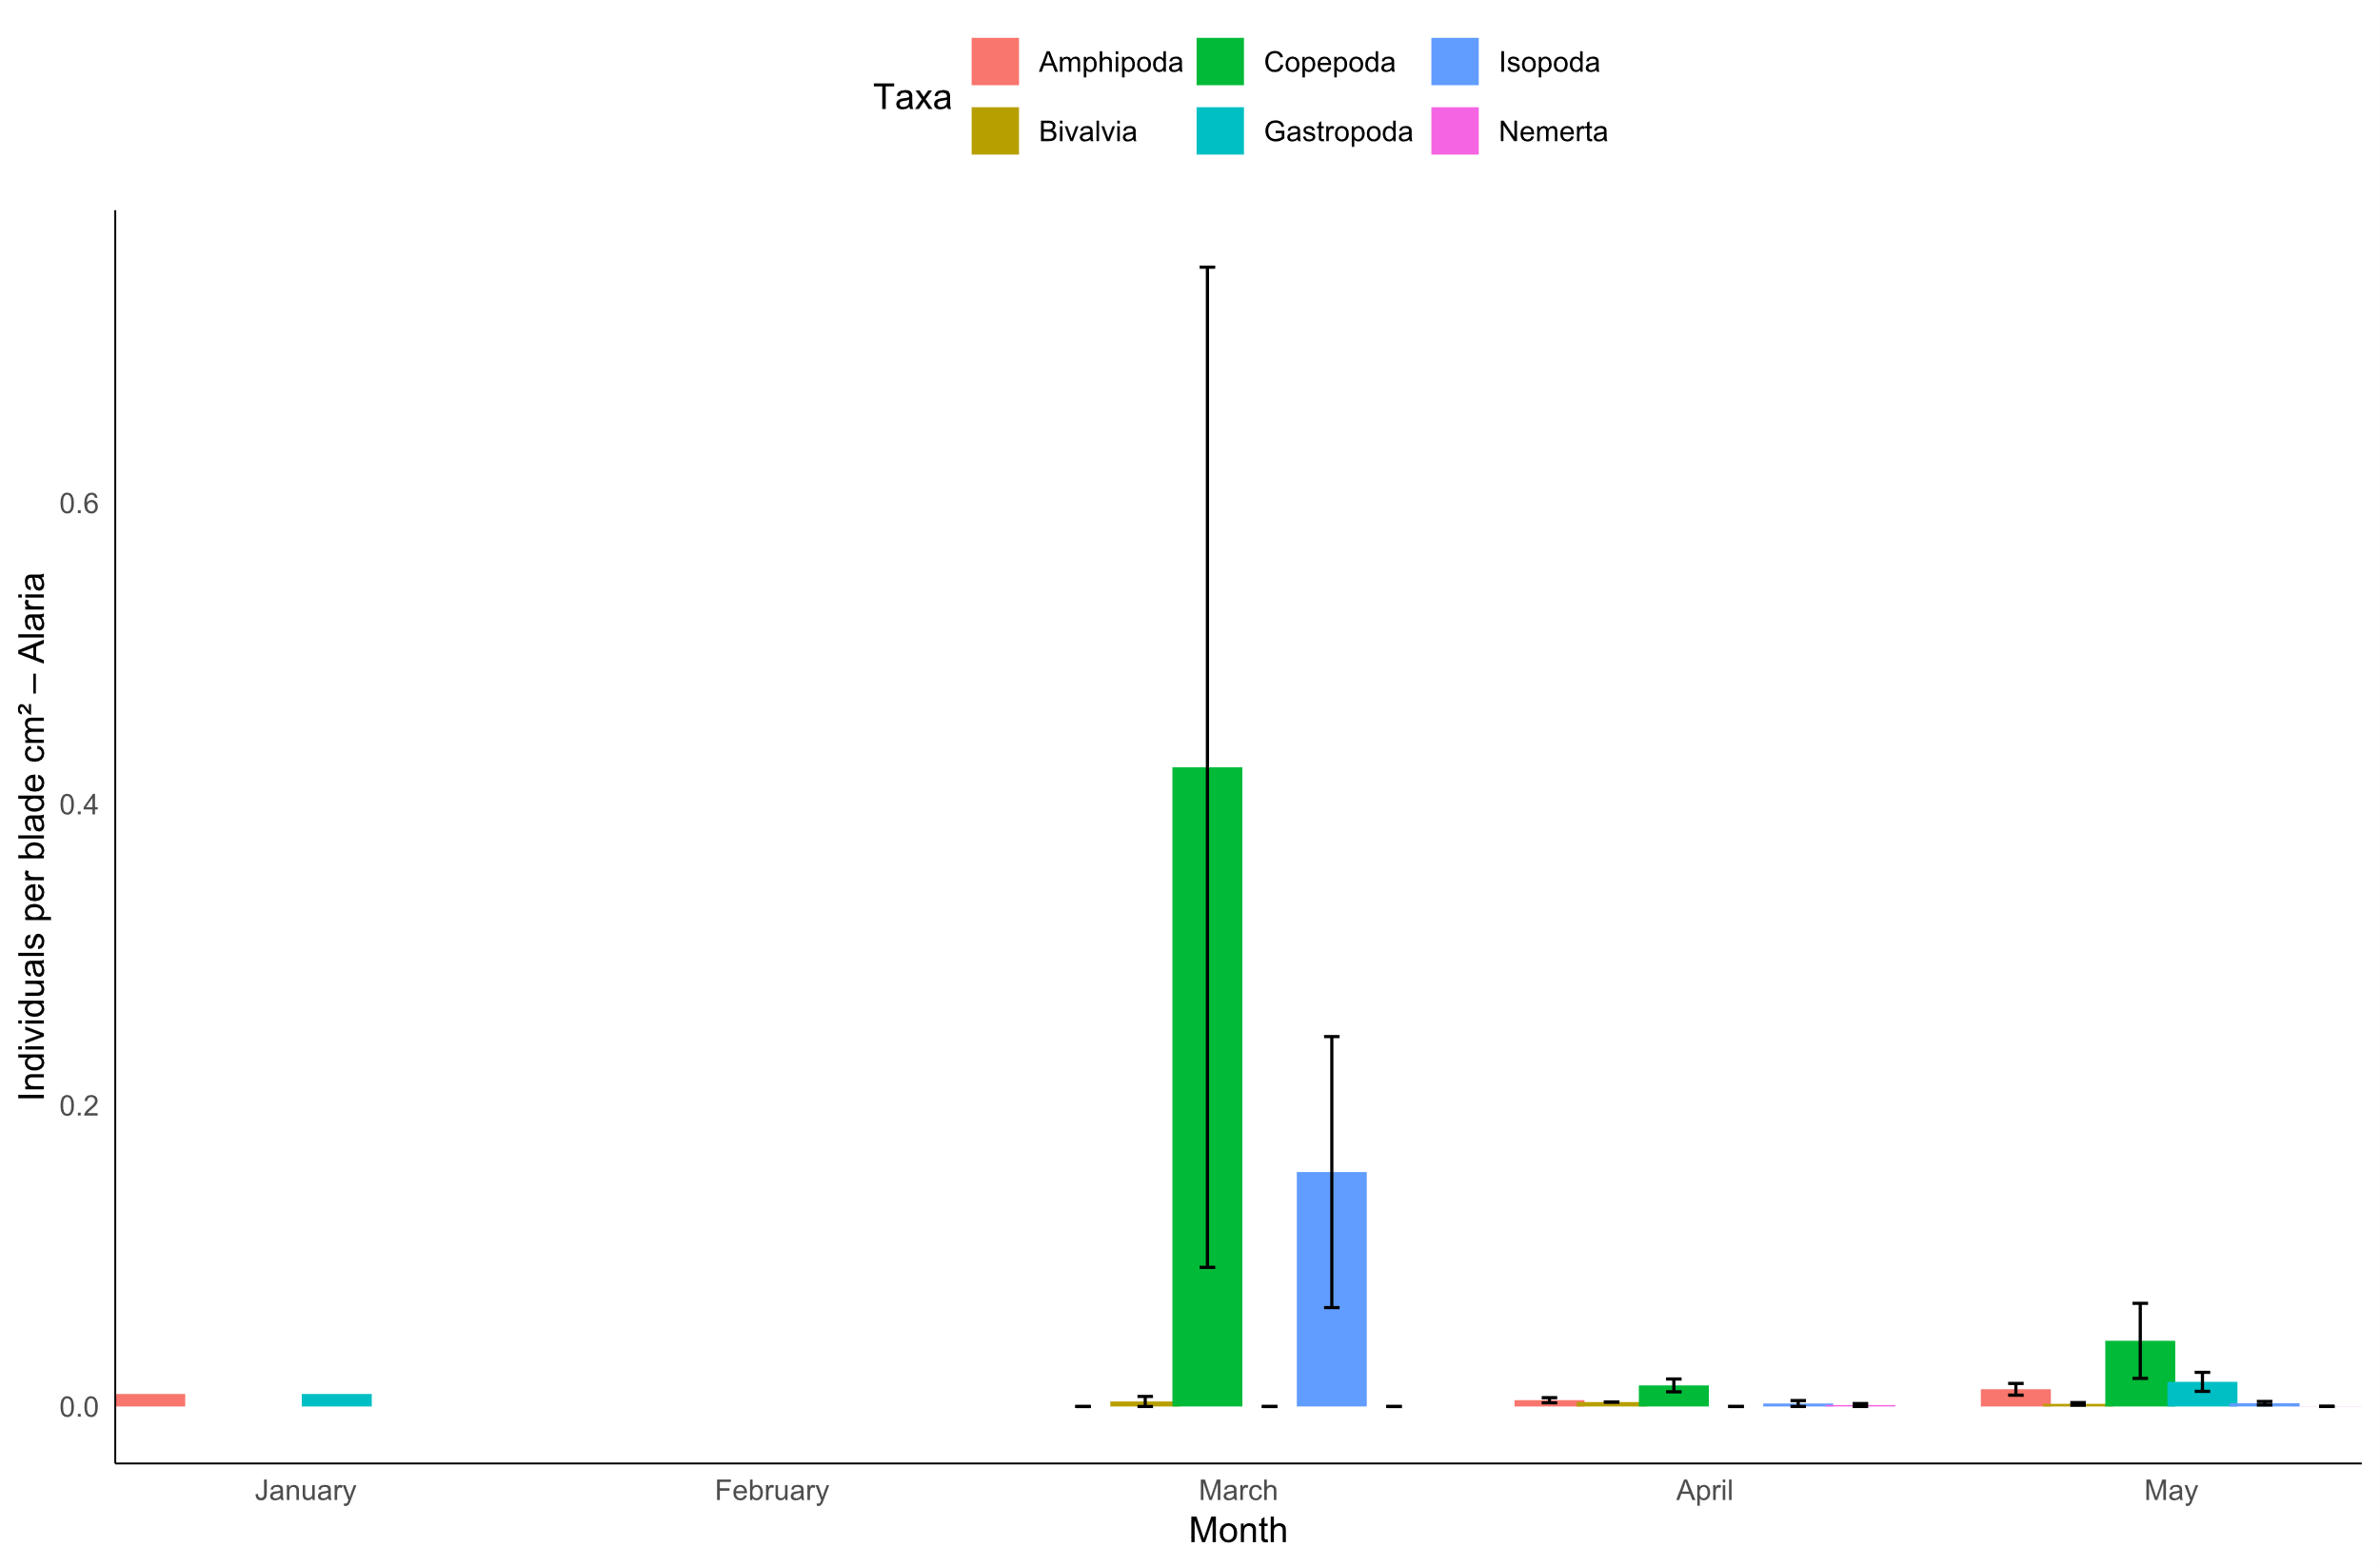 Taxa
Amphipoda
Copepoda
Isopoda
Bivalvia
Gastropoda
Nemerta
Individuals per blade cm² – Alaria
0.6
0.4
0.2
0.0
January
February
March
April
May
Month